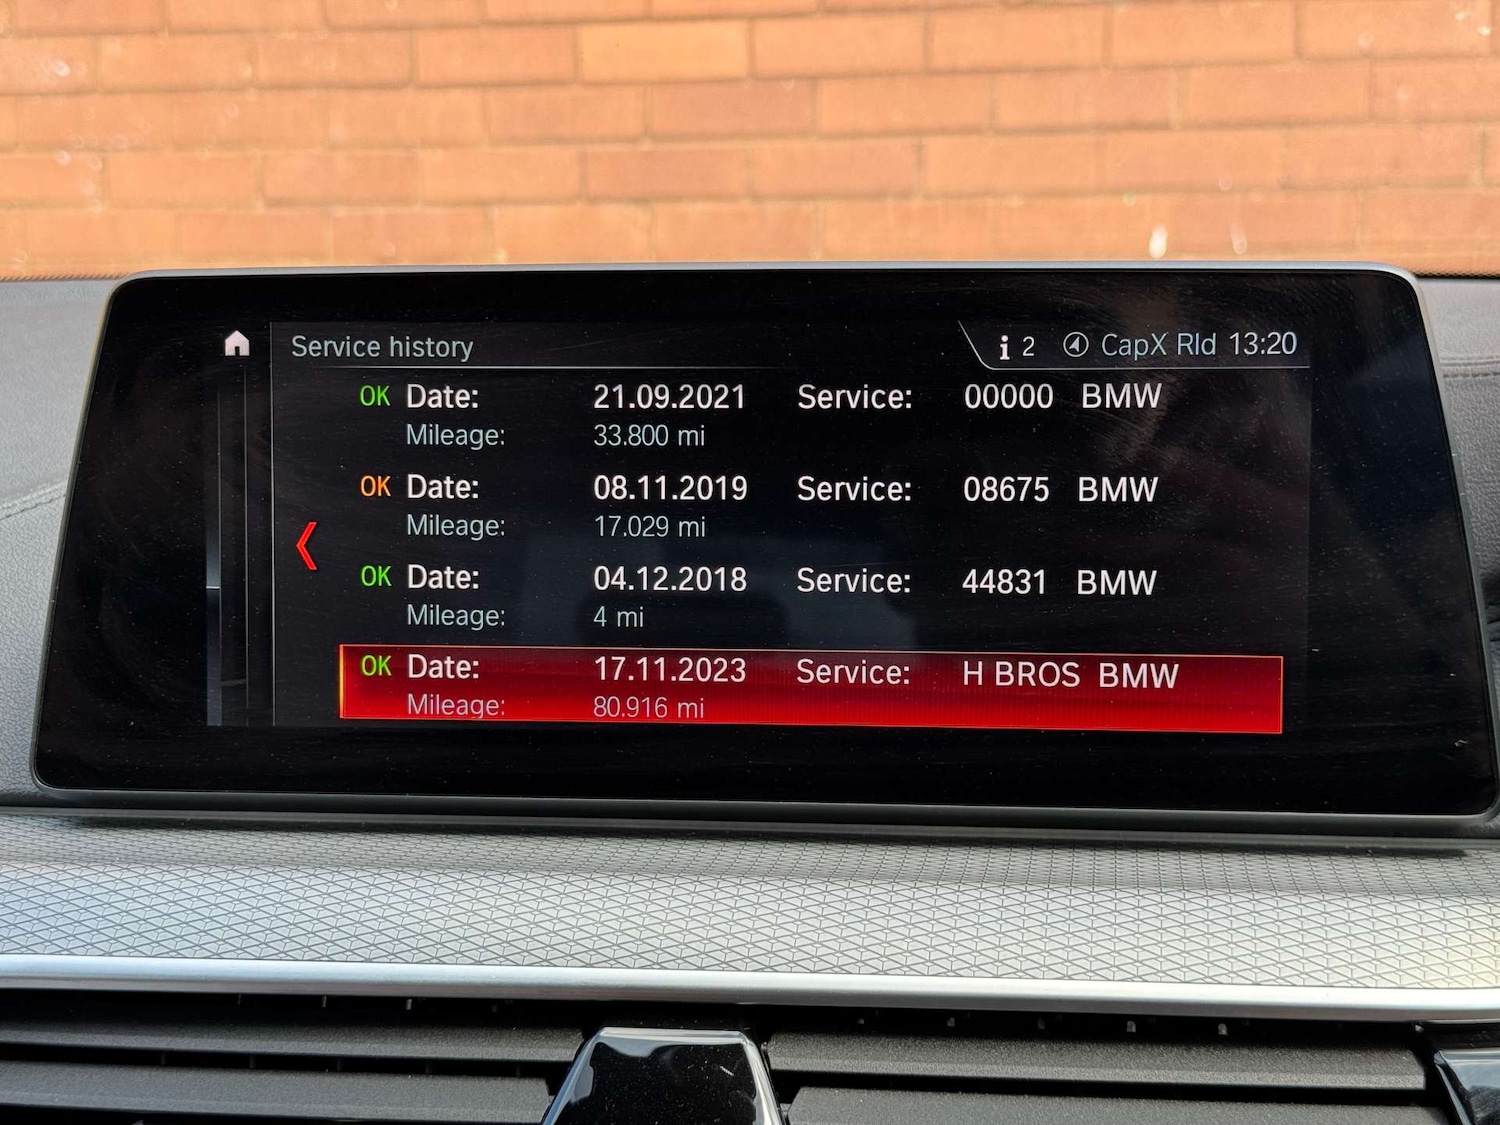 Service history
i 2 CapX Rld 13:20
OK Date: 21.09.2021 Service: 00000 BMW
Mileage: 33.800 mi
OK Date: 08.11.2019 Service: 08675 BMW
Mileage: 17.029 mi
OK Date: 04.12.2018 Service: 44831 BMW
Mileage: 4 mi
OK Date: 17.11.2023 Service: H BROS BMW
Mileage: 80.916 mi